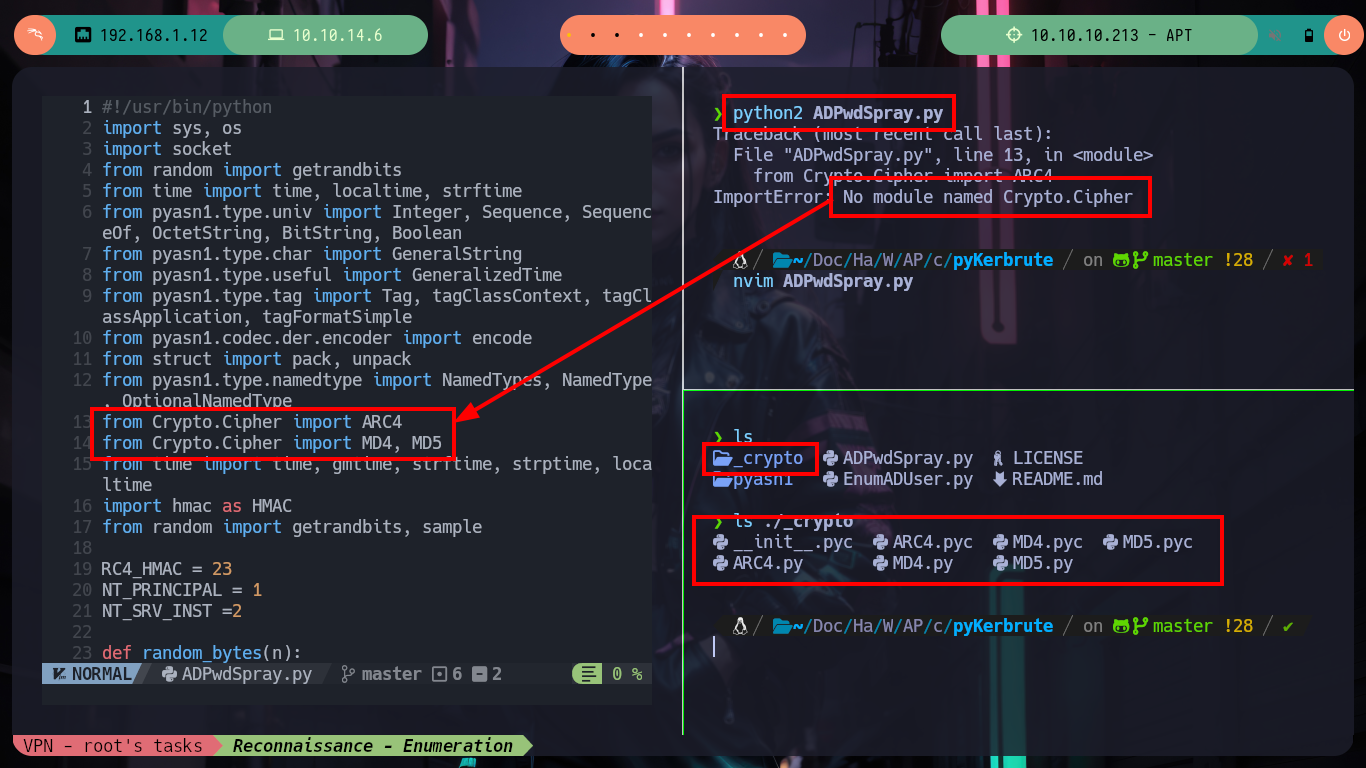 192.168.1.12
10.10.14.6
10.10.10.213 - APT
1 #!/usr/bin/python
2 import sys, os
3 import socket
4 from random import getrandbits
5 from time import time, localtime, strftime
6 from pyasn1.type.univ import Integer, Sequence, Sequenc
eOf, OctetString, BitString, Boolean
7 from pyasn1.type.char import GeneralString
8 from pyasn1.type.useful import GeneralizedTime
9 from pyasn1.type.tag import Tag, tagClassContext, tagCl
assApplication, tagFormatSimple
10 from pyasn1.codec.der.encoder import encode
11 from struct import pack, unpack
12 from pyasn1.type.namedtype import NamedTypes, NamedType
, OptionalNamedType
13 from Crypto.Cipher import ARC4
14 from Crypto.Cipher import MD4, MD5
15 from time import time, gmtime, strftime, strptime, loca
ltime
16 import hmac as HMAC
17 from random import getrandbits, sample
18
19 RC4_HMAC = 23
20 NT_PRINCIPAL = 1
21 NT_SRV_INST =2
22
23 def random_bytes(n):
NORMAL ADPwdSpray.py master 6 2 0 %
❯ python2 ADPwdSpray.py
Traceback (most recent call last):
File "ADPwdSpray.py", line 13, in <module>
from Crypto.Cipher import ARC4
ImportError: No module named Crypto.Cipher
/ ~/Doc/Ha/W/AP/c/pyKerbrute / on master !28 / ✘ 1
nvim ADPwdSpray.py
❯ ls
_crypto ADPwdSpray.py LICENSE
pyasn1 EnumADUser.py README.md
❯ ls ./_crypto
__init__.pyc ARC4.pyc MD4.pyc MD5.pyc
ARC4.py MD4.py MD5.py
/ ~/Doc/Ha/W/AP/c/pyKerbrute / on master !28 / ✔
VPN - root's tasks Reconnaissance - Enumeration